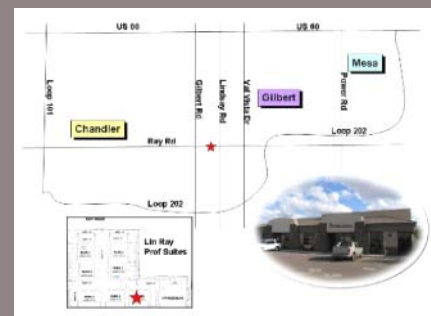 US 60
US 60
Mesa
Loop 101
Gilbert Rd
Lindsay Rd
Val Vista Dr
Power Rd
Gilbert
Chandler
Loop 202
Ray Rd
Loop 202
Lin Ray
Prof Suites